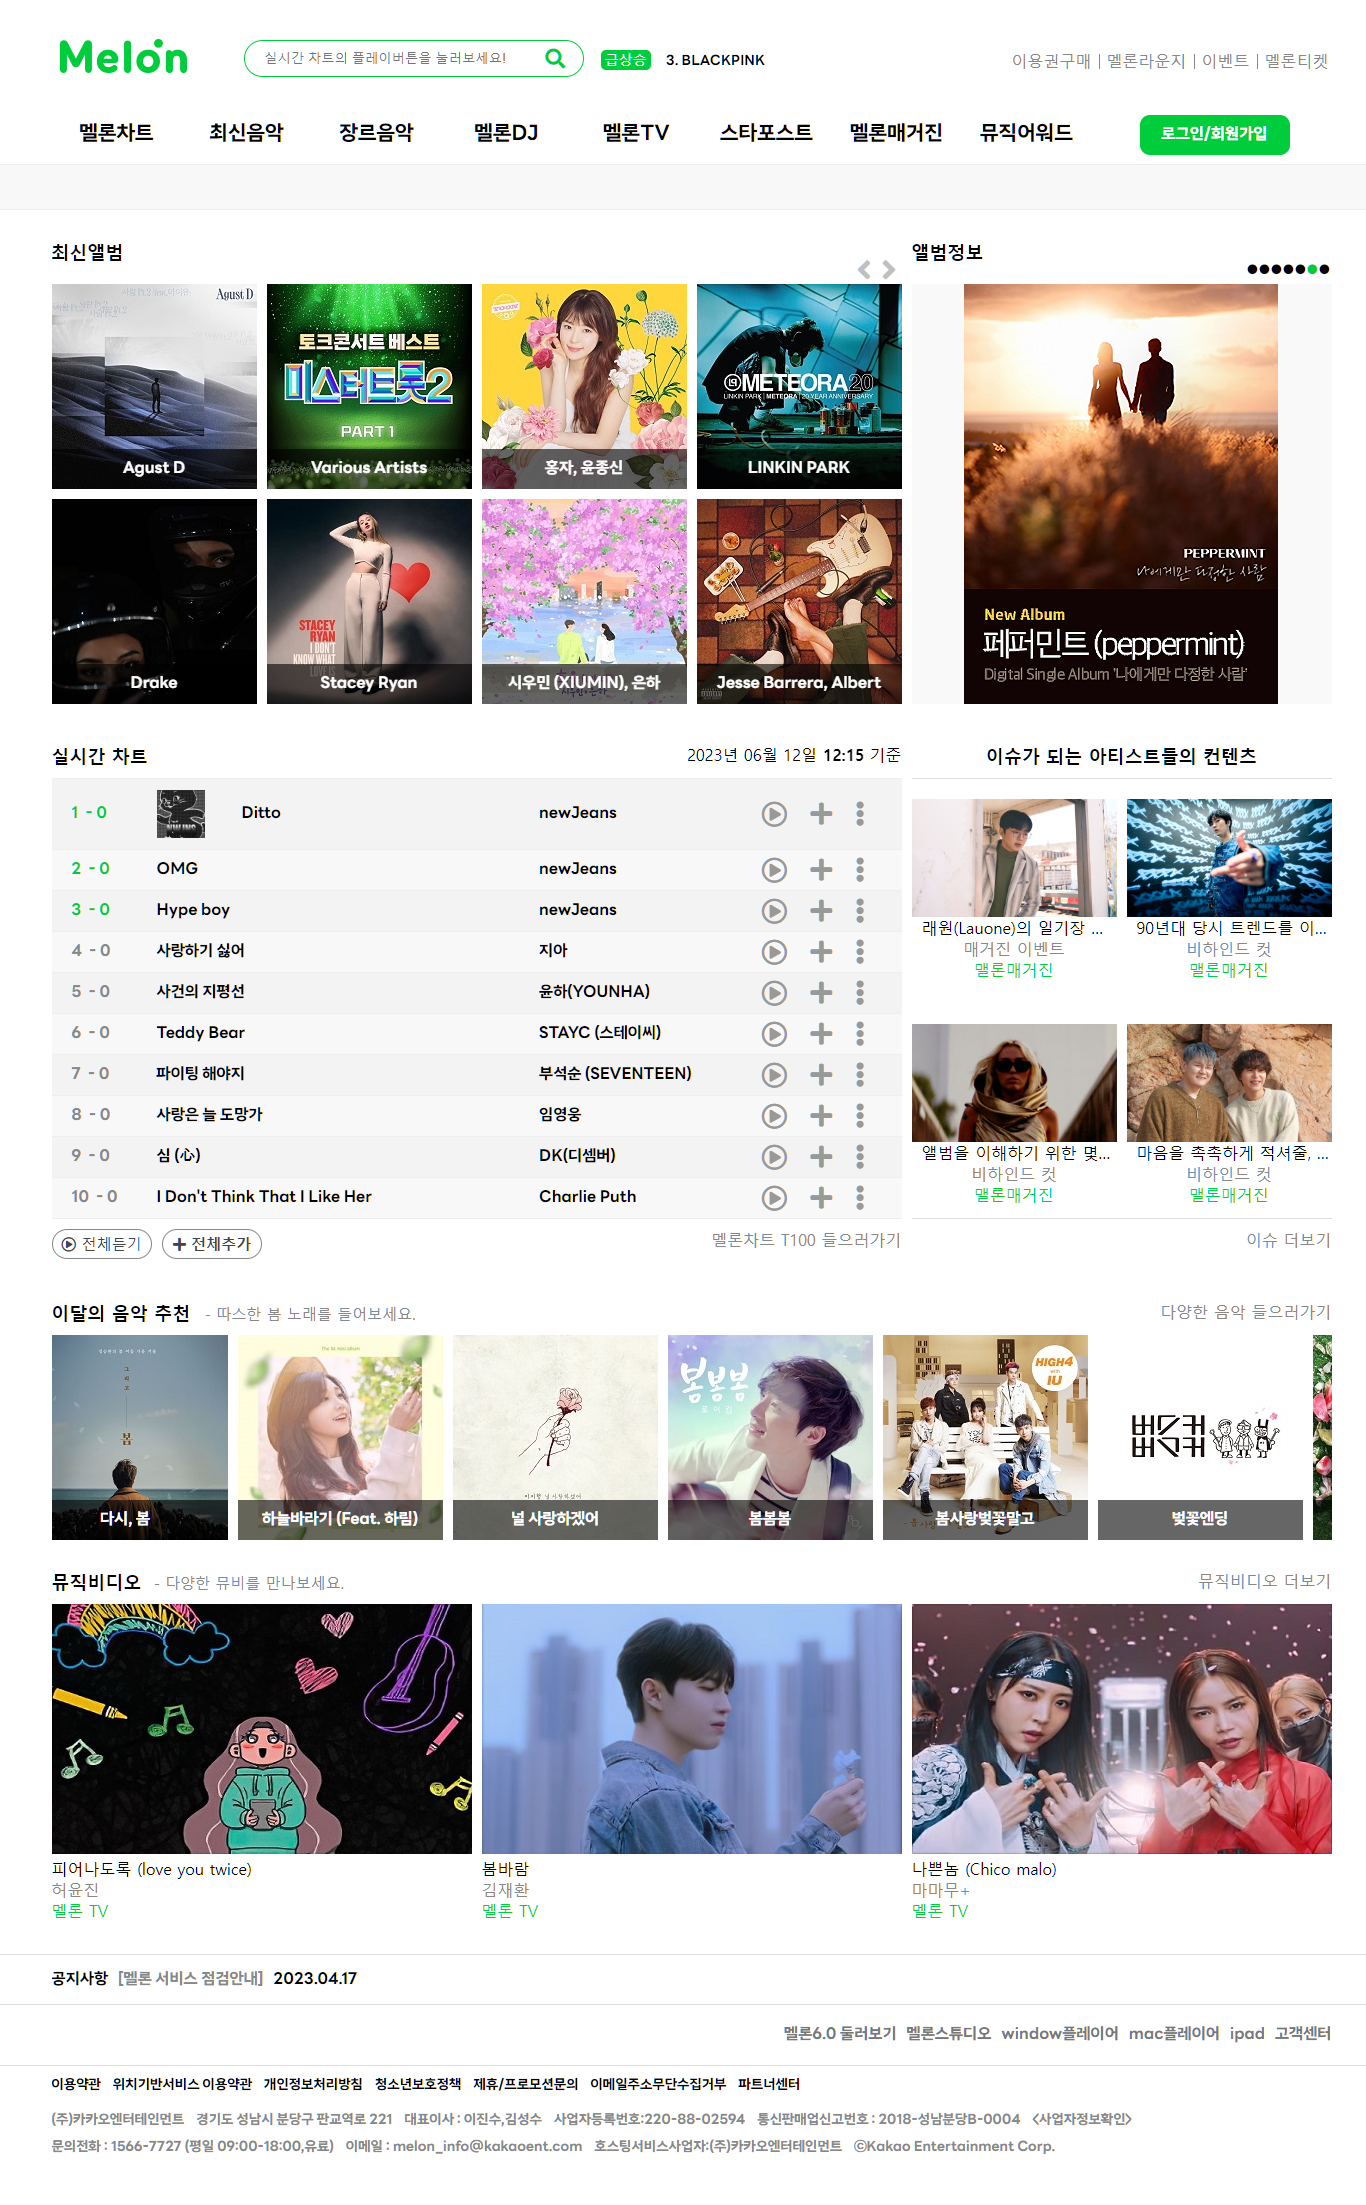 Melon
실시간 차트의 플레이버튼을 눌러보세요!
급상승 3. BLACKPINK
이용권구매 | 멜론라운지 | 이벤트 | 멜론티켓
멜론차트 최신음악 장르음악 멜론DJ 멜론TV 스타포스트 멜론매거진 뮤직어워드 로그인/회원가입
최신앨범
Agust D
Agust D
토크콘서트 베스트
미스터트롯2
PART 1
Various Artists
홍자, 윤종신
METEORA20
LINKIN PARK | METEORA | 20 YEAR ANNIVERSARY
LINKIN PARK
Drake
STACEY
RYAN
I DON'T
KNOW WHAT
LOVE IS
Stacey Ryan
시우민 (XIUMIN), 은하
Jesse Barrera, Albert
앨범정보
PEPPERMINT
나에게만 다정한 사람
New Album
페퍼민트 (peppermint)
Digital Single Album '나에게만 다정한 사람'
실시간 차트
2023년 06월 12일 12:15 기준
1 - 0 Ditto newJeans
2 - 0 OMG newJeans
3 - 0 Hype boy newJeans
4 - 0 사랑하기 싫어 지아
5 - 0 사건의 지평선 윤하(YOUNHA)
6 - 0 Teddy Bear STAYC (스테이씨)
7 - 0 파이팅 해야지 부석순 (SEVENTEEN)
8 - 0 사랑은 늘 도망가 임영웅
9 - 0 심 (心) DK(디셈버)
10 - 0 I Don't Think That I Like Her Charlie Puth
전체듣기 전체추가
멜론차트 T100 들으러가기
이슈가 되는 아티스트들의 컨텐츠
래원(Lauone)의 일기장 ...
매거진 이벤트
맬론매거진
90년대 당시 트렌드를 이...
비하인드 컷
맬론매거진
앨범을 이해하기 위한 몇...
비하인드 컷
맬론매거진
마음을 촉촉하게 적셔줄, ...
비하인드 컷
맬론매거진
이슈 더보기
이달의 음악 추천 - 따스한 봄 노래를 들어보세요.
다양한 음악 들으러가기
봄
다시, 봄
하늘바라기 (Feat. 하림)
널 사랑하겠어
봄봄봄
로이킴
봄봄봄
HIGH4
with
IU
봄사랑벚꽃말고
버스커
버스커
벚꽃엔딩
뮤직비디오 - 다양한 뮤비를 만나보세요.
뮤직비디오 더보기
피어나도록 (love you twice)
허윤진
멜론 TV
봄바람
김재환
멜론 TV
나쁜놈 (Chico malo)
마마무+
멜론 TV
공지사항 [멜론 서비스 점검안내] 2023.04.17
멜론6.0 둘러보기 멜론스튜디오 window플레이어 mac플레이어 ipad 고객센터
이용약관 위치기반서비스 이용약관 개인정보처리방침 청소년보호정책 제휴/프로모션문의 이메일주소무단수집거부 파트너센터
(주)카카오엔터테인먼트 경기도 성남시 분당구 판교역로 221 대표이사 : 이진수,김성수 사업자등록번호:220-88-02594 통신판매업신고번호 : 2018-성남분당B-0004 <사업자정보확인>
문의전화 : 1566-7727 (평일 09:00-18:00,유료) 이메일 : melon_info@kakaoent.com 호스팅서비스사업자:(주)카카오엔터테인먼트 ⓒKakao Entertainment Corp.